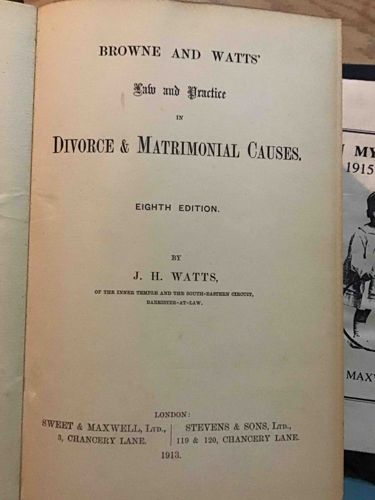 BROWNE AND WATTS'
Law and Practice
IN
DIVORCE & MATRIMONIAL CAUSES.
EIGHTH EDITION.
BY
J. H. WATTS,
OF THE INNER TEMPLE AND THE SOUTH-EASTERN CIRCUIT,
BARRISTER-AT-LAW.
LONDON:
SWEET & MAXWELL, LTD.,
3, CHANCERY LANE.
STEVENS & SONS, LTD.,
119 & 120, CHANCERY LANE.
1913.
MY
1915
MAXW